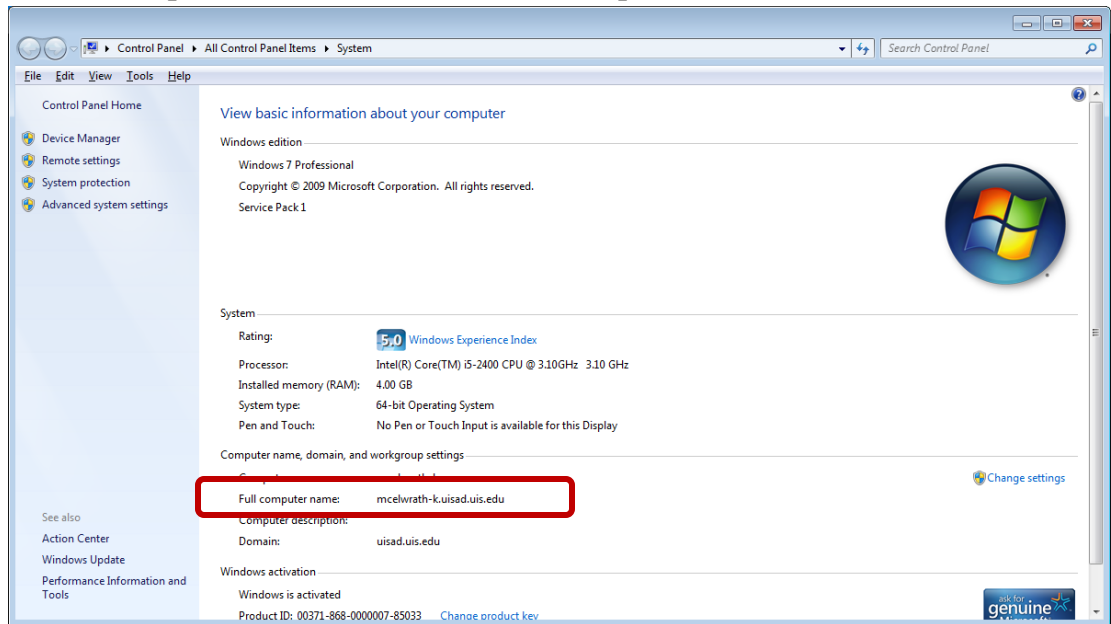 Control Panel ▸ All Control Panel Items ▸ System
Search Control Panel
File Edit View Tools Help
Control Panel Home
Device Manager
Remote settings
System protection
Advanced system settings
See also
Action Center
Windows Update
Performance Information and
Tools
View basic information about your computer
Windows edition
Windows 7 Professional
Copyright © 2009 Microsoft Corporation. All rights reserved.
Service Pack 1
System
Rating: 5.0 Windows Experience Index
Processor: Intel(R) Core(TM) i5-2400 CPU @ 3.10GHz 3.10 GHz
Installed memory (RAM): 4.00 GB
System type: 64-bit Operating System
Pen and Touch: No Pen or Touch Input is available for this Display
Computer name, domain, and workgroup settings
Change settings
Full computer name: mcelwrath-k.uisad.uis.edu
Computer description:
Domain: uisad.uis.edu
Windows activation
Windows is activated
Product ID: 00371-868-0000007-85033 Change product key
ask for
genuine